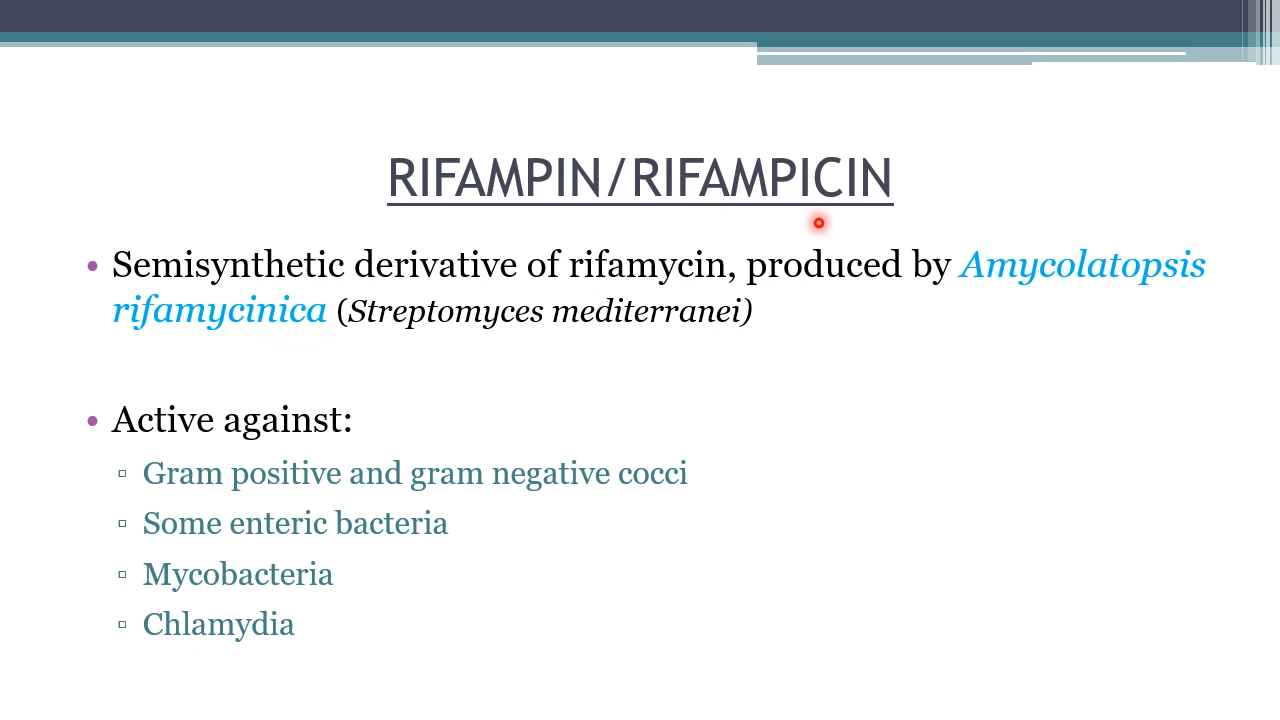 RIFAMPIN/RIFAMPICIN
• Semisynthetic derivative of rifamycin, produced by Amycolatopsis
rifamycinica (Streptomyces mediterranei)
• Active against:
▫ Gram positive and gram negative cocci
▫ Some enteric bacteria
▫ Mycobacteria
▫ Chlamydia